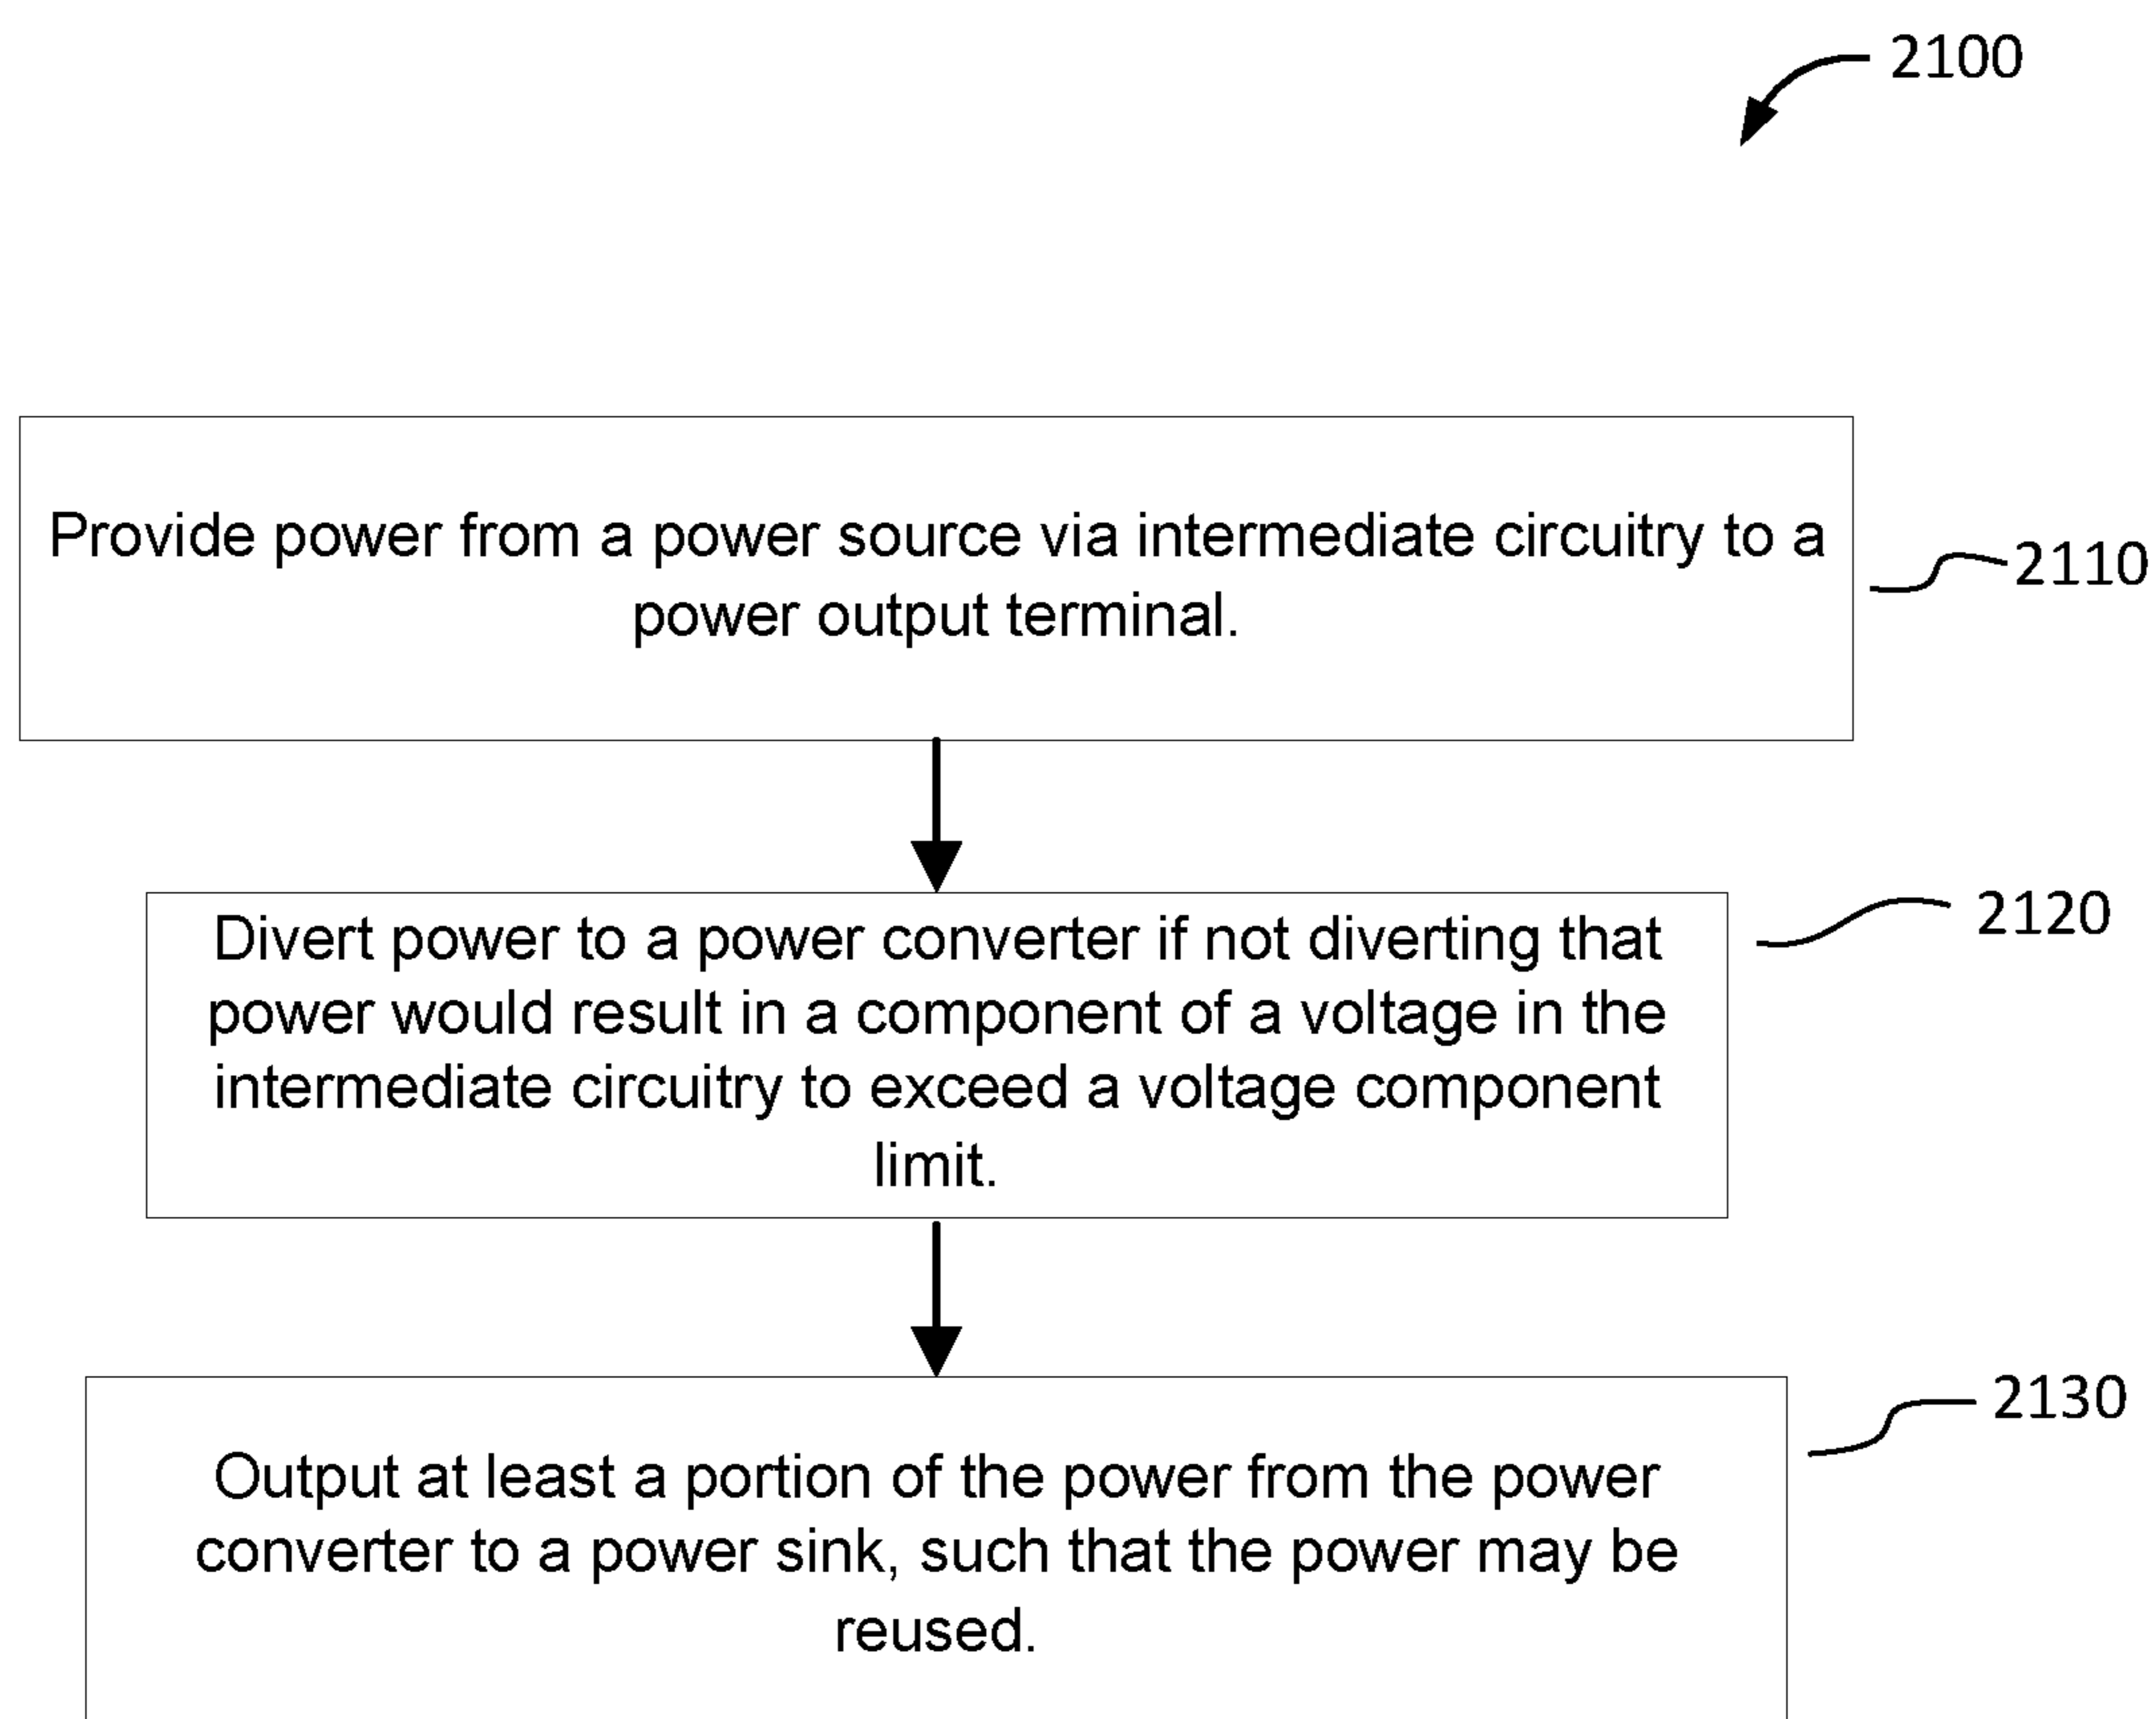 2100
Provide power from a power source via intermediate circuitry to a
power output terminal.
2110
Divert power to a power converter if not diverting that
power would result in a component of a voltage in the
intermediate circuitry to exceed a voltage component
limit.
2120
Output at least a portion of the power from the power
converter to a power sink, such that the power may be
reused.
2130